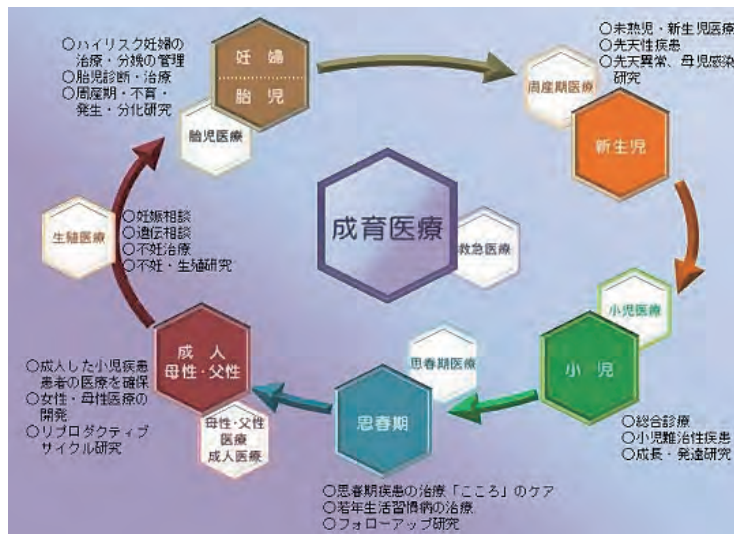 ○ハイリスク妊婦の
治療・分娩の管理
○胎児診断・治療
○周産期・不育・
発生・分化研究
妊婦
胎児
胎児医療
○未熟児・新生児医療
○先天性疾患
○先天異常、母児感染
研究
周産期医療
新生児
成育医療
救急医療
生殖医療
○妊娠相談
○遺伝相談
○不妊治療
○不妊・生殖研究
小児医療
小児
○総合診療
○小児難治性疾患
○成長・発達研究
思春期医療
思春期
○思春期疾患の治療「こころ」のケア
○若年生活習慣病の治療
○フォローアップ研究
成人
母性・父性
母性・父性
医療
成人医療
○成人した小児疾患
患者の医療を確保
○女性・母性医療の
開発
○リプロダクティブ
サイクル研究